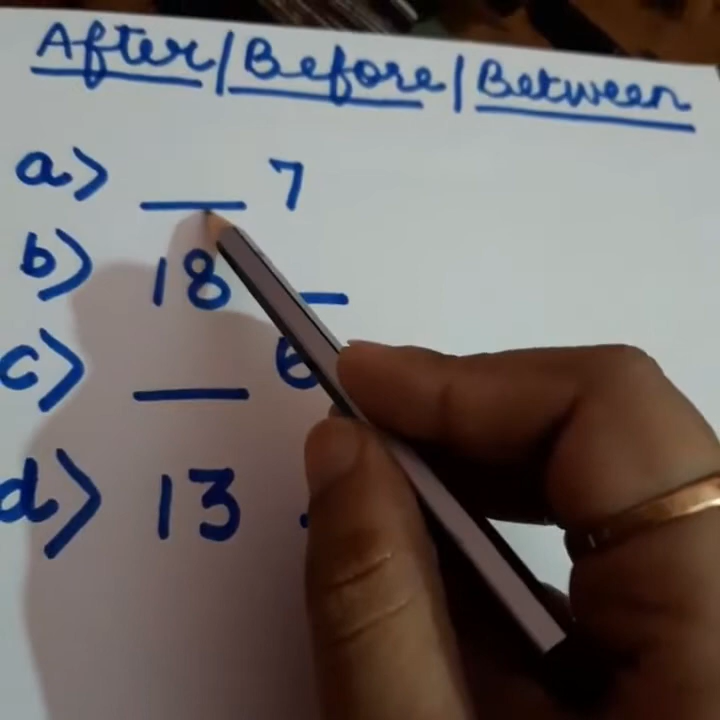 After/Before/Between
a> __ 7
b> 18 __
c> __ 6
d> 13